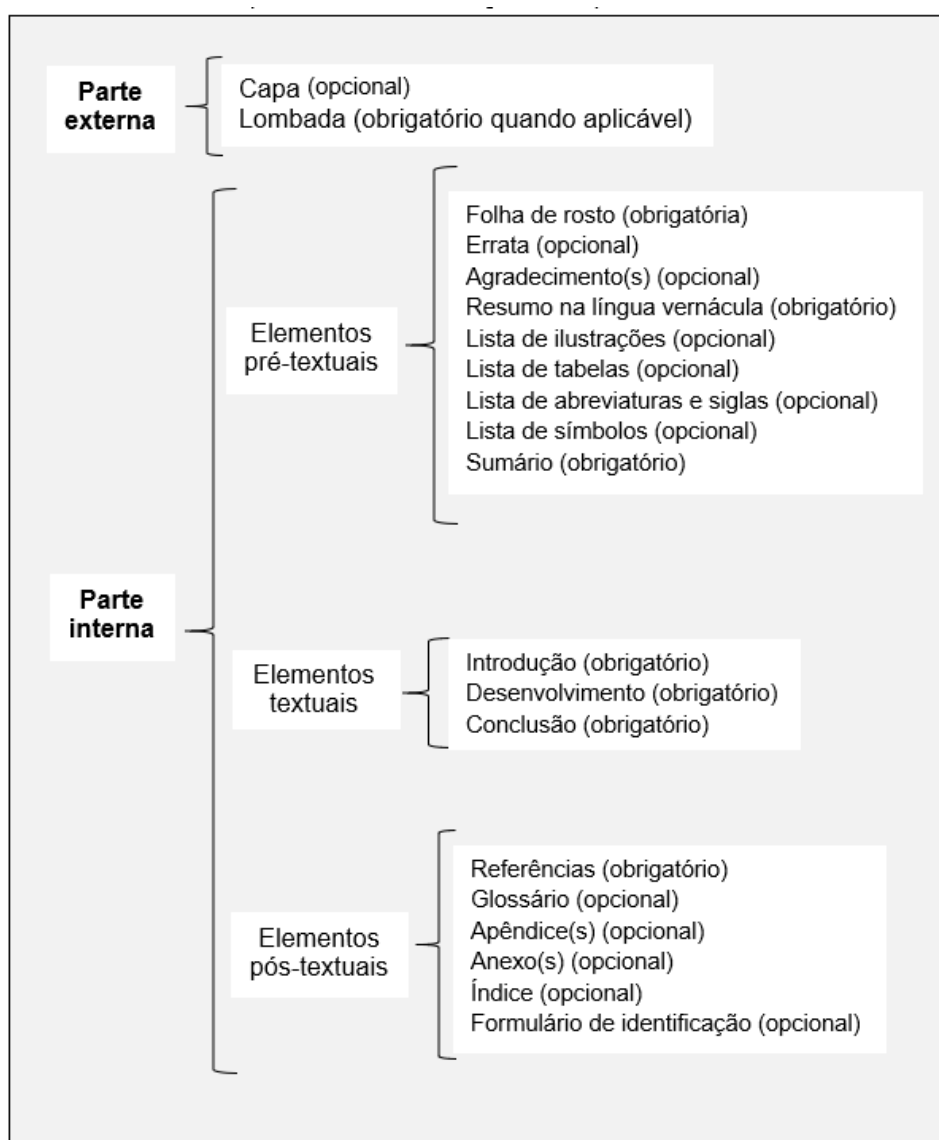 Parte
externa
Capa (opcional)
Lombada (obrigatório quando aplicável)
Folha de rosto (obrigatória)
Errata (opcional)
Agradecimento(s) (opcional)
Resumo na língua vernácula (obrigatório)
Lista de ilustrações (opcional)
Lista de tabelas (opcional)
Lista de abreviaturas e siglas (opcional)
Lista de símbolos (opcional)
Sumário (obrigatório)
Elementos
pré-textuais
Parte
interna
Elementos
textuais
Introdução (obrigatório)
Desenvolvimento (obrigatório)
Conclusão (obrigatório)
Elementos
pós-textuais
Referências (obrigatório)
Glossário (opcional)
Apêndice(s) (opcional)
Anexo(s) (opcional)
Índice (opcional)
Formulário de identificação (opcional)